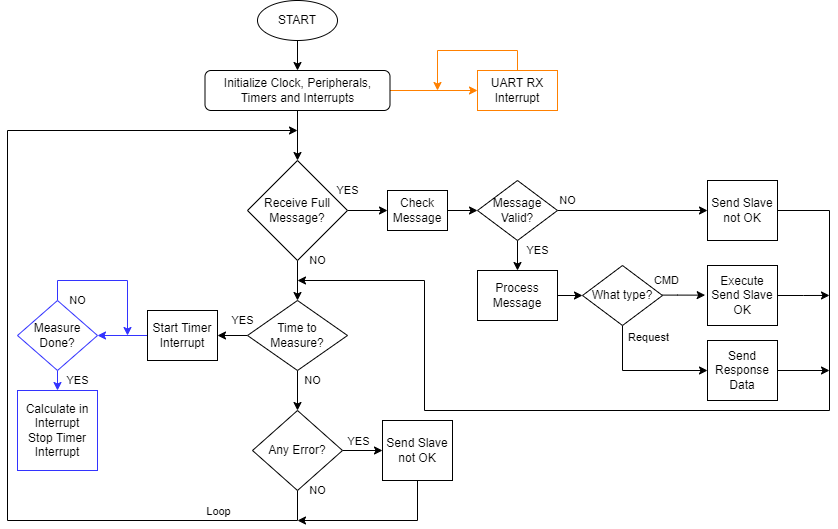 START
Initialize Clock, Peripherals,
Timers and Interrupts
UART RX
Interrupt
Receive Full
Message?
YES
Check
Message
Message
Valid?
NO
Send Slave
not OK
YES
NO
Process
Message
What type?
CMD
Execute
Send Slave
OK
Request
Send
Response
Data
Time to
Measure?
YES
Start Timer
Interrupt
NO
Measure
Done?
YES
Calculate in
Interrupt
Stop Timer
Interrupt
NO
Any Error?
YES
Send Slave
not OK
NO
Loop